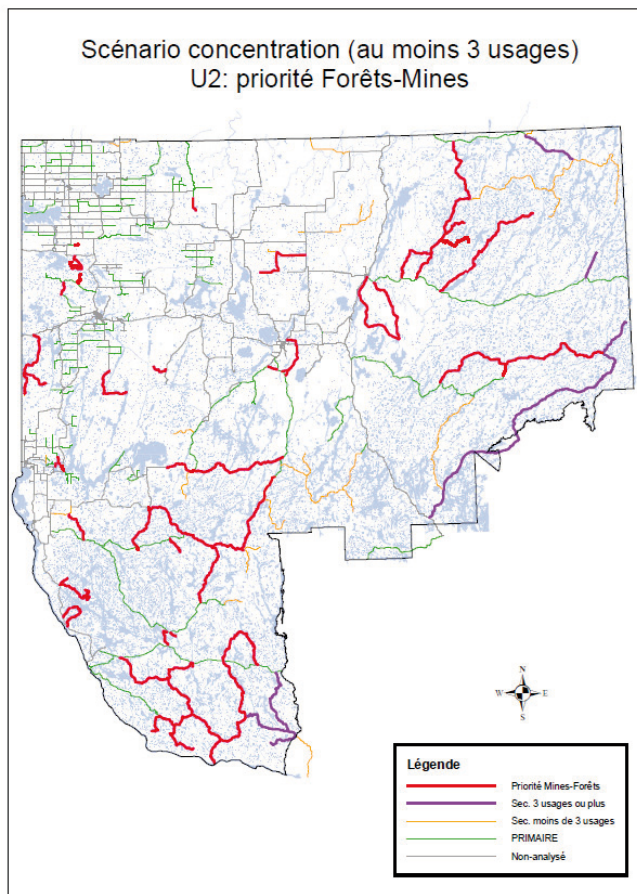 Scénario concentration (au moins 3 usages)
U2: priorité Forêts-Mines
N
W E
S
Légende
Priorité Mines-Forêts
Sec. 3 usages ou plus
Sec. moins de 3 usages
PRIMAIRE
Non-analysé